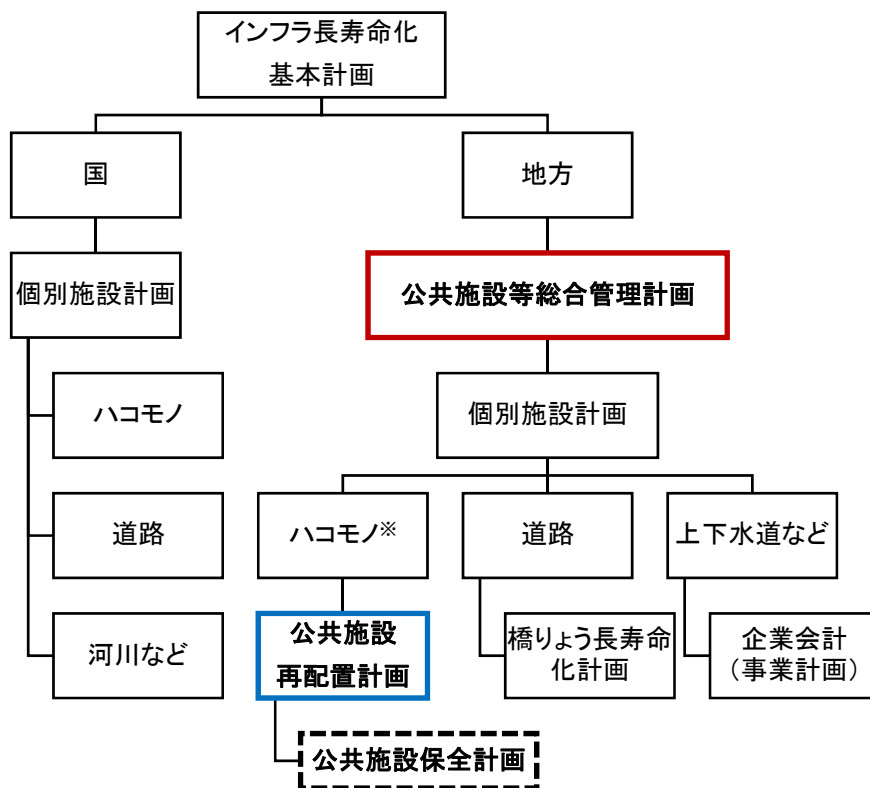 インフラ長寿命化
基本計画
国
地方
個別施設計画
公共施設等総合管理計画
個別施設計画
ハコモノ
道路
河川など
ハコモノ※
道路
上下水道など
公共施設
再配置計画
橋りょう長寿命
化計画
企業会計
（事業計画）
公共施設保全計画